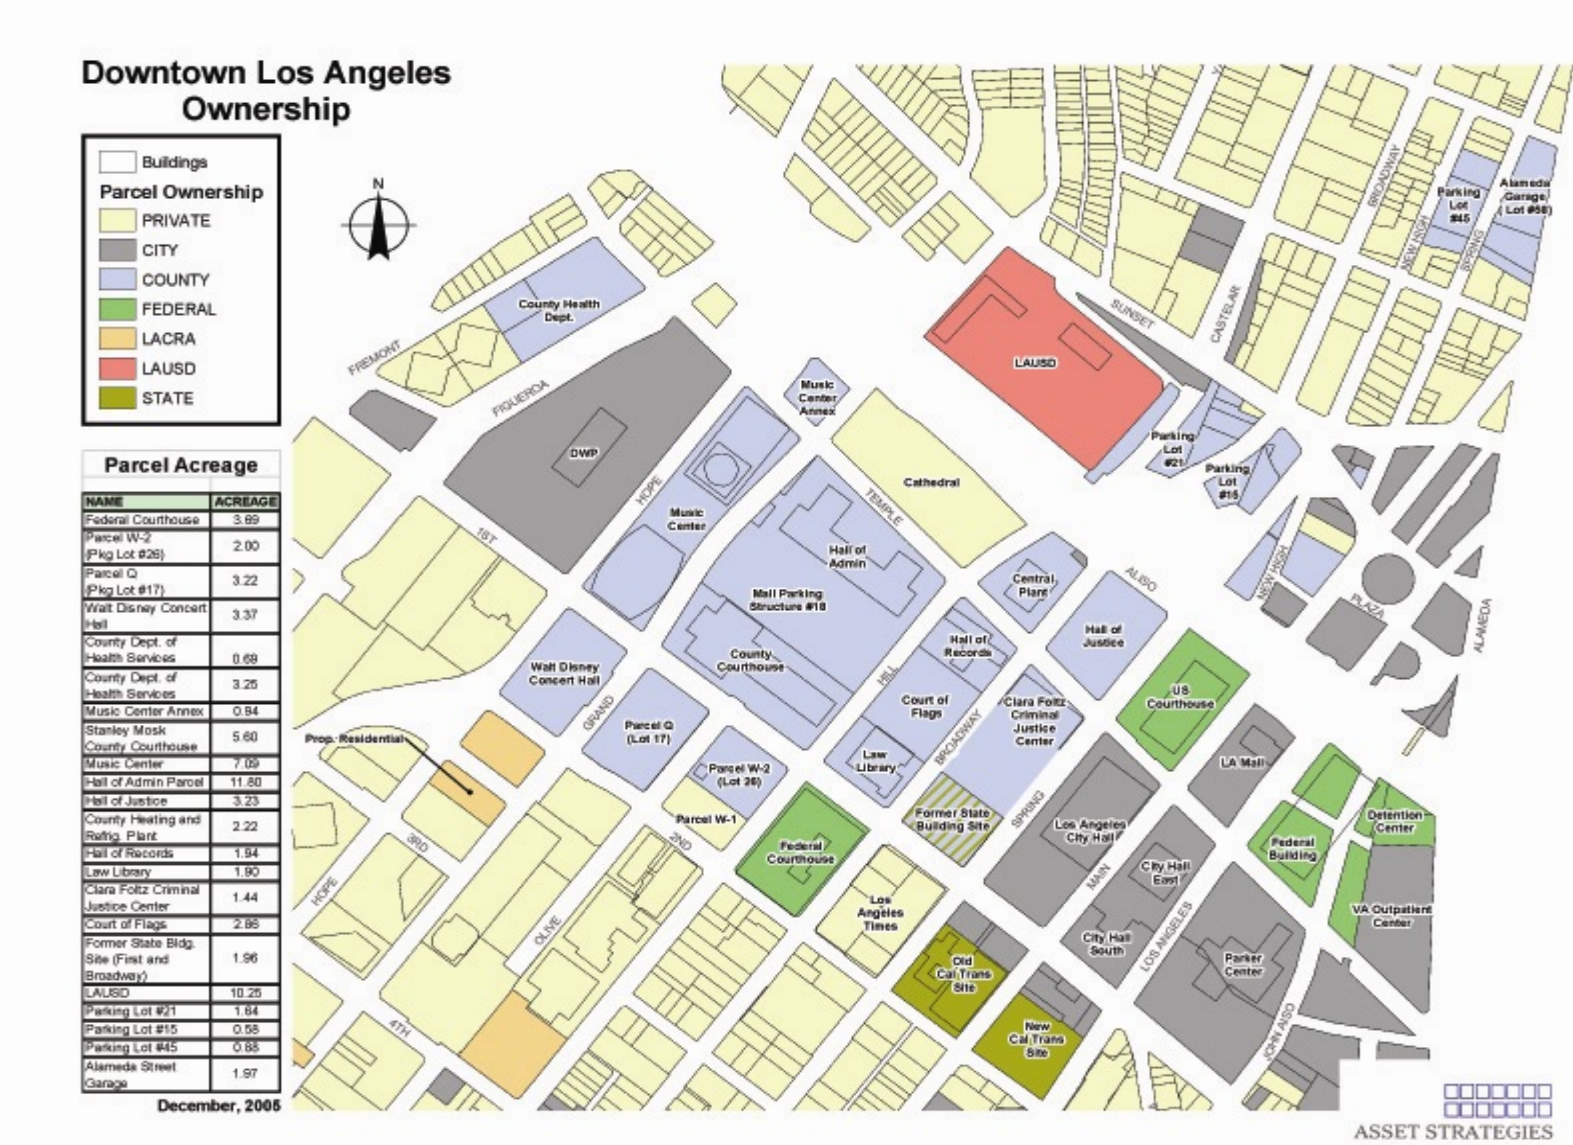 Downtown Los Angeles
Ownership
Buildings
Parcel Ownership
PRIVATE
CITY
COUNTY
FEDERAL
LACRA
LAUSD
STATE
Parcel Acreage
NAME ACREAGE
Federal Courthouse 3.69
Parcel W-2
(Pkg Lot #26) 2.00
Parcel Q
(Pkg Lot #17) 3.22
Walt Disney Concert
Hall 3.37
County Dept. of
Health Services 0.69
County Dept. of
Health Services 3.25
Music Center Annex 0.94
Stanley Mosk
County Courthouse 5.60
Music Center 7.09
Hall of Admin Parcel 11.80
Hall of Justice 3.23
County Heating and
Refrig. Plant 2.22
Hall of Records 1.94
Law Library 1.90
Clara Foltz Criminal
Justice Center 1.44
Court of Flags 2.86
Former State Bldg.
Site (First and
Broadway) 1.96
LAUSD 10.25
Parking Lot #21 1.64
Parking Lot #15 0.58
Parking Lot #45 0.88
Alameda Street
Garage 1.97
December, 2005
N
BROADWAY
NEW HIGH
SPRING
Parking
Lot
#45
Alameda
Garage
( Lot #58)
County Health
Dept.
FREMONT
FIGUEROA
SUNSET
CASTELAR
LAUSD
Music
Center
Annex
DWP
HOPE
Music
Center
Cathedral
TEMPLE
Parking
Lot
#21
Parking
Lot
#15
1ST
Hall of
Admin
Mall Parking
Structure #18
County
Courthouse
Central
Plant
ALISO
NEW HIGH
PLAZA
ALAMEDA
Hall of
Justice
Hall of
Records
Walt Disney
Concert Hall
GRAND
HILL
Court of
Flags
BROADWAY
Clara Foltz
Criminal
Justice
Center
US
Courthouse
Parcel Q
(Lot 17)
Prop. Residential
Law
Library
Parcel W-2
(Lot 26)
LA Mall
Parcel W-1
Former State
Building Site
SPRING
Los Angeles
City Hall
Detention
Center
Federal
Building
3RD
2ND
Federal
Courthouse
MAIN
City Hall
East
HOPE
OLIVE
Los
Angeles
Times
LOS ANGELES
VA Outpatient
Center
City Hall
South
Parker
Center
Old
Cal Trans
Site
4TH
New
Cal Trans
Site
JOHN AISO
ASSET STRATEGIES